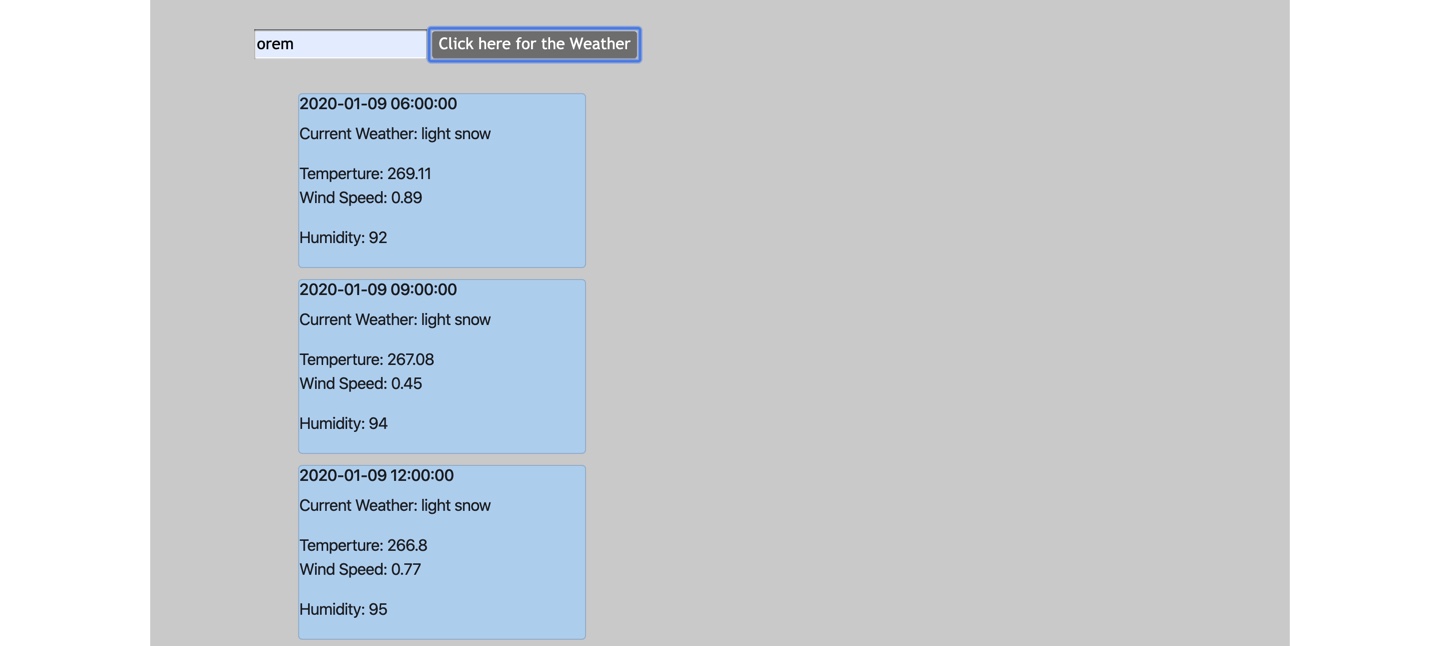 orem
Click here for the Weather
2020-01-09 06:00:00
Current Weather: light snow
Temperture: 269.11
Wind Speed: 0.89
Humidity: 92
2020-01-09 09:00:00
Current Weather: light snow
Temperture: 267.08
Wind Speed: 0.45
Humidity: 94
2020-01-09 12:00:00
Current Weather: light snow
Temperture: 266.8
Wind Speed: 0.77
Humidity: 95